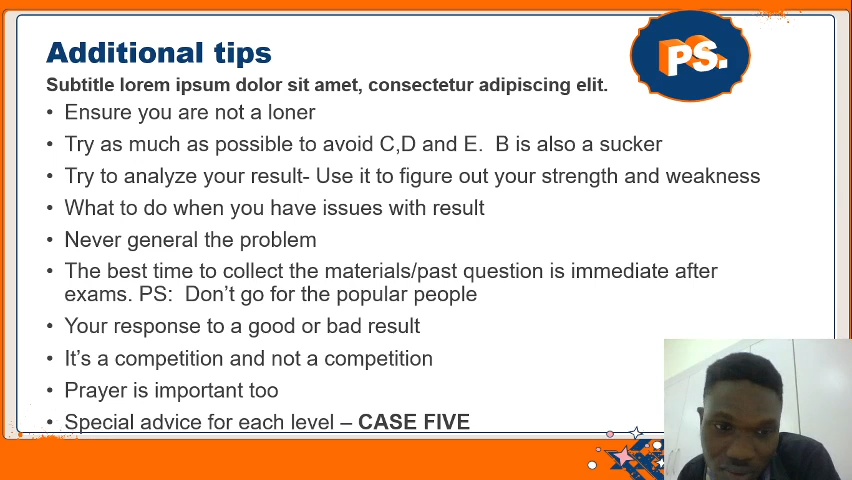 Additional tips
PS.
Subtitle lorem ipsum dolor sit amet, consectetur adipiscing elit.
• Ensure you are not a loner
• Try as much as possible to avoid C,D and E.  B is also a sucker
• Try to analyze your result- Use it to figure out your strength and weakness
• What to do when you have issues with result
• Never general the problem
• The best time to collect the materials/past question is immediate after
exams. PS:  Don’t go for the popular people
• Your response to a good or bad result
• It’s a competition and not a competition
• Prayer is important too
• Special advice for each level – CASE FIVE